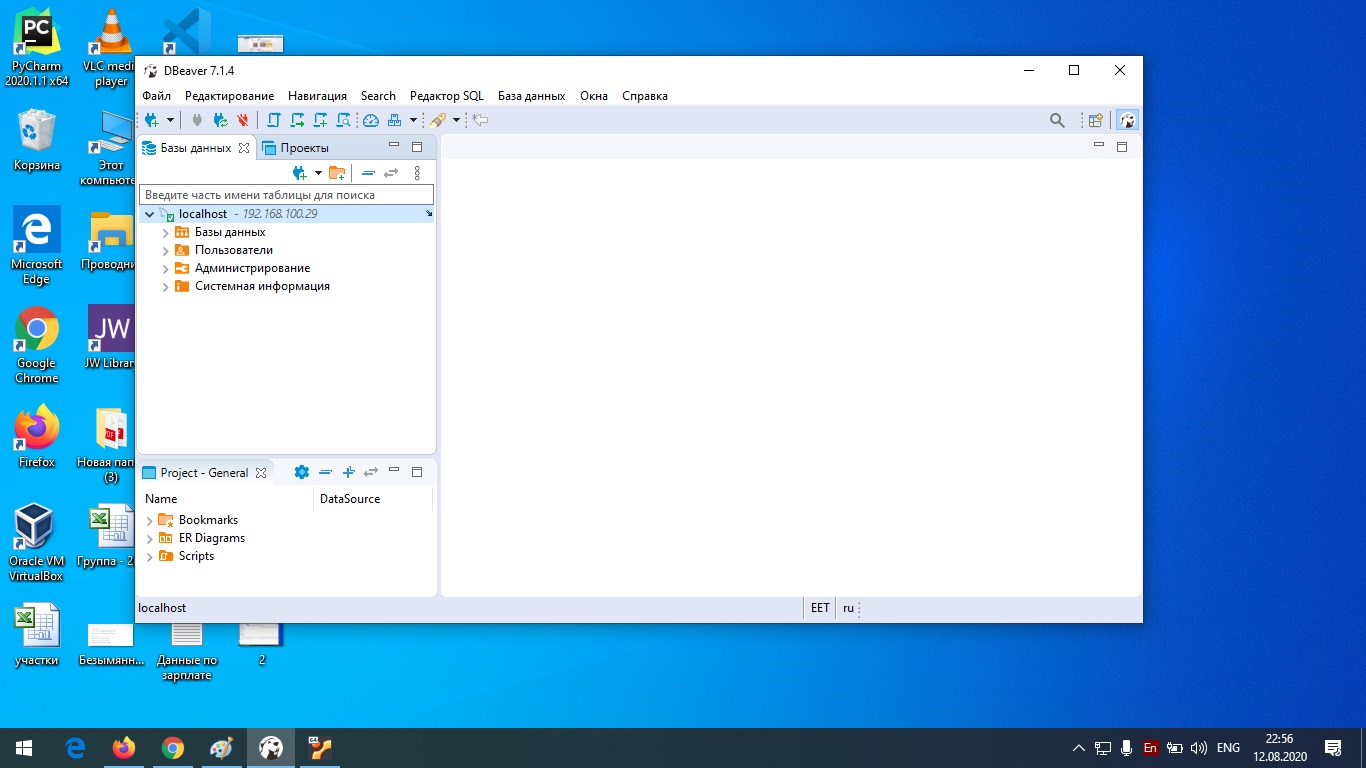 PyCharm
2020.1.1 x64
VLC medi
player
Корзина
Этот
компьюте
Microsoft
Edge
Проводни
Google
Chrome
JW
JW Library
Firefox
Новая пап
(3)
Oracle VM
VirtualBox
Группа - 2
участки
Безымянн...
Данные по
зарплате
2
DBeaver 7.1.4
Файл Редактирование Навигация Search Редактор SQL База данных Окна Справка
Базы данных Проекты
Введите часть имени таблицы для поиска
localhost - 192.168.100.29
Базы данных
Пользователи
Администрирование
Системная информация
Project - General
Name DataSource
Bookmarks
ER Diagrams
Scripts
localhost EET ru
En ENG 22:56
12.08.2020